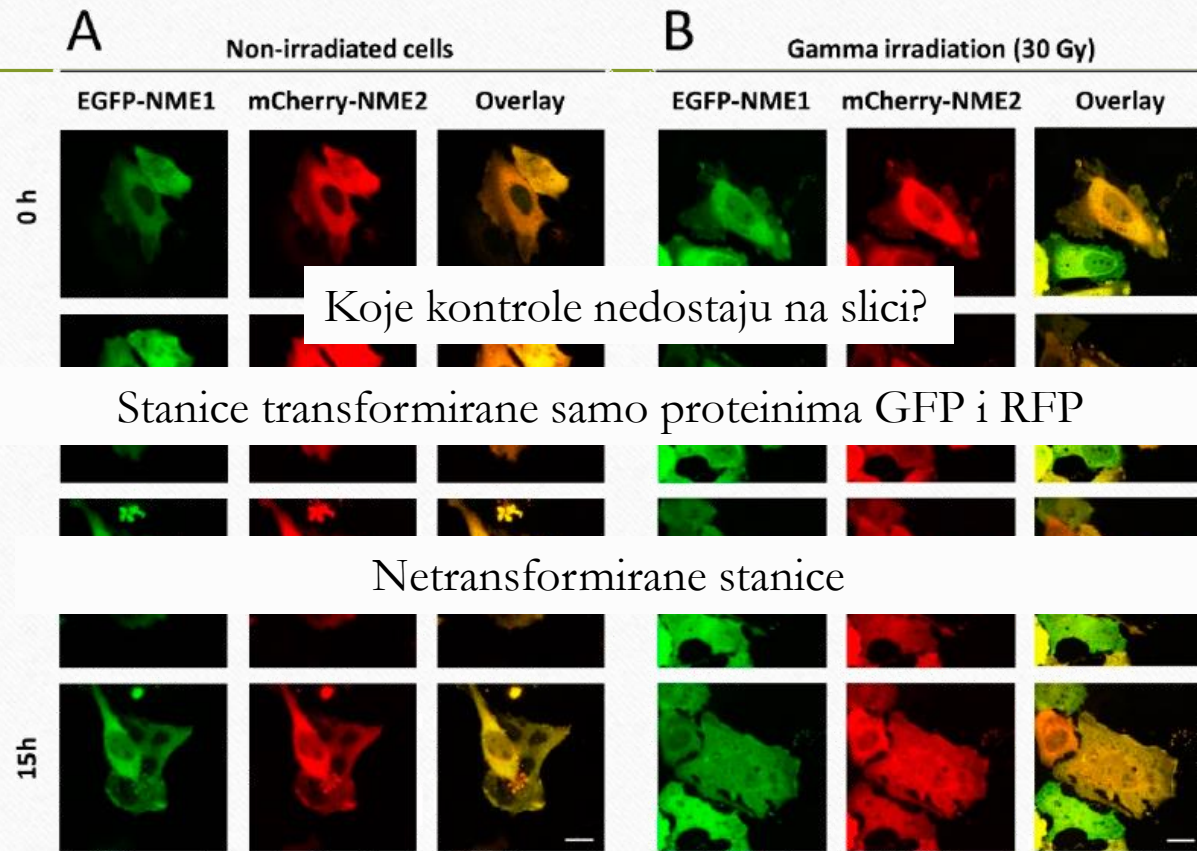 A
Non-irradiated cells
EGFP-NME1 mCherry-NME2 Overlay
B
Gamma irradiation (30 Gy)
EGFP-NME1 mCherry-NME2 Overlay
0 h
Koje kontrole nedostaju na slici?
Stanice transformirane samo proteinima GFP i RFP
Netransformirane stanice
15h